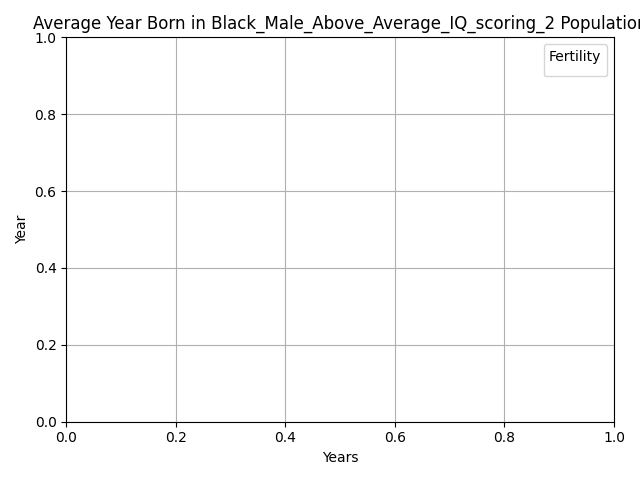 Average Year Born in Black_Male_Above_Average_IQ_scoring_2 Population
Fertility
1.0
0.8
0.6
0.4
0.2
0.0
Year
0.0 0.2 0.4 0.6 0.8 1.0
Years